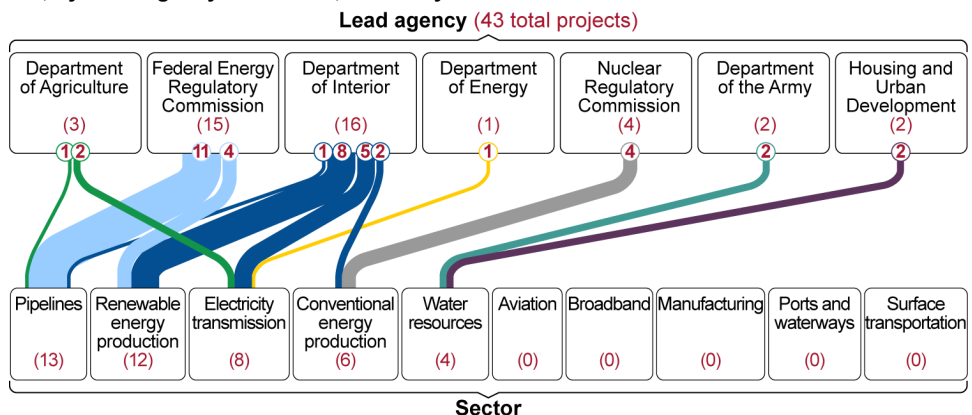 Lead agency (43 total projects)
Department
of Agriculture
(3)
Federal Energy
Regulatory
Commission
(15)
Department
of Interior
(16)
Department
of Energy
(1)
Nuclear
Regulatory
Commission
(4)
Department
of the Army
(2)
Housing and
Urban
Development
(2)
1 2 11 4 1 8 5 2 1 4 2 2
Pipelines
(13)
Renewable
energy
production
(12)
Electricity
transmission
(8)
Conventional
energy
production
(6)
Water
resources
(4)
Aviation
(0)
Broadband
(0)
Manufacturing
(0)
Ports and
waterways
(0)
Surface
transportation
(0)
Sector